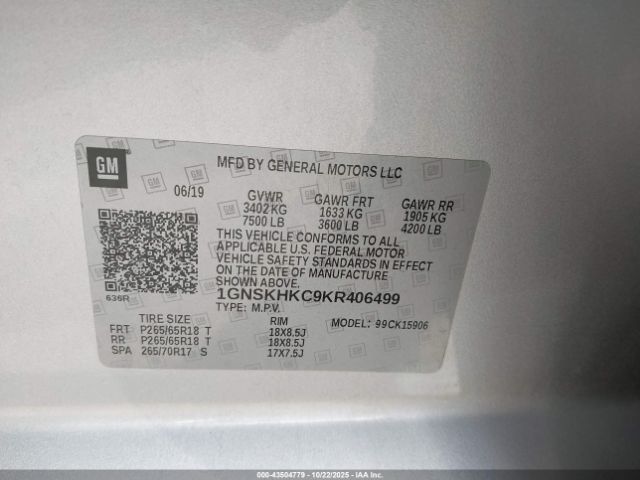 GM
MFD BY GENERAL MOTORS LLC
06/19
GVWR GAWR FRT GAWR RR
3402 KG 1633 KG 1905 KG
7500 LB 3600 LB 4200 LB
THIS VEHICLE CONFORMS TO ALL
APPLICABLE U.S. FEDERAL MOTOR
VEHICLE SAFETY STANDARDS IN EFFECT
ON THE DATE OF MANUFACTURE
SHOWN ABOVE.
636R
1GNSKHKC9KR406499
TYPE: M.P.V.
TIRE SIZE RIM MODEL: 99CK15906
FRT P265/65R18 T 18X8.5J
RR P265/65R18 T 18X8.5J
SPA 265/70R17 S 17X7.5J
000-43504779 - 10/22/2025 - IAA Inc.